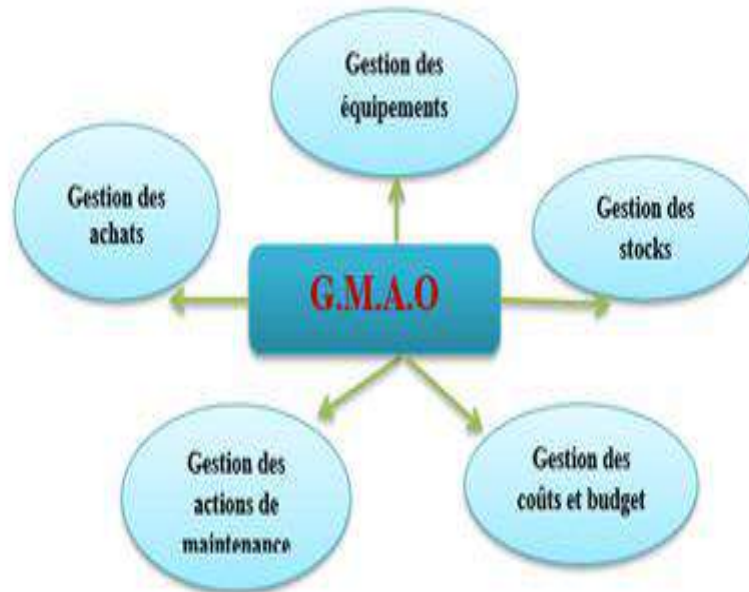 Gestion des
équipements
Gestion des
achats
Gestion des
stocks
G.M.A.O
Gestion des
actions de
maintenance
Gestion des
coûts et budget